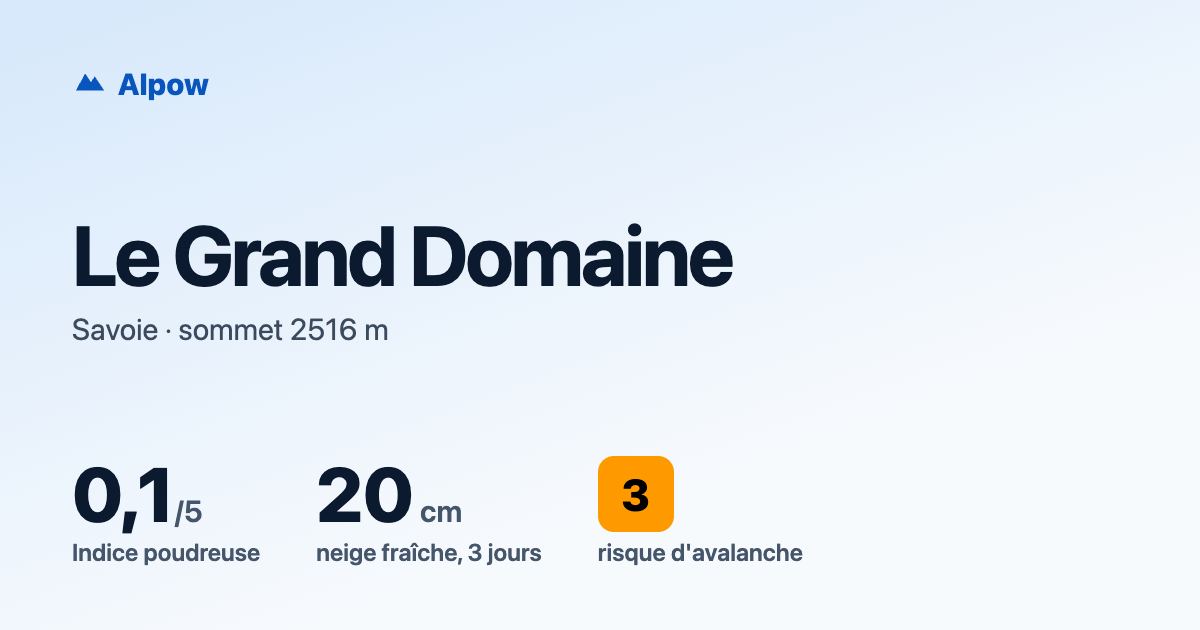 Alpow
Le Grand Domaine
Savoie · sommet 2516 m
0,1/5
20 cm
3
Indice poudreuse
neige fraîche, 3 jours
risque d'avalanche